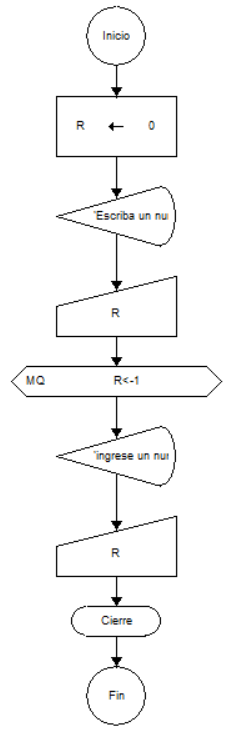 Inicio
R ← 0
'Escriba un nu
R
MQ R<-1
'ingrese un nu
R
Cierre
Fin